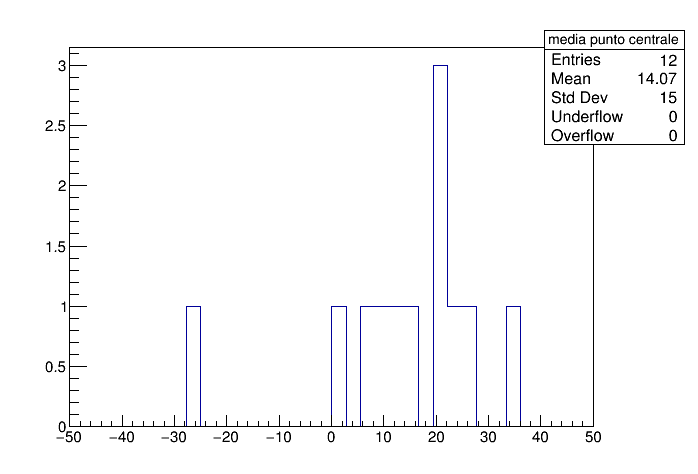 media punto centrale
Entries 12
Mean 14.07
Std Dev 15
Underflow 0
Overflow 0
3
2.5
2
1.5
1
0.5
0
−50 −40 −30 −20 −10 0 10 20 30 40 50